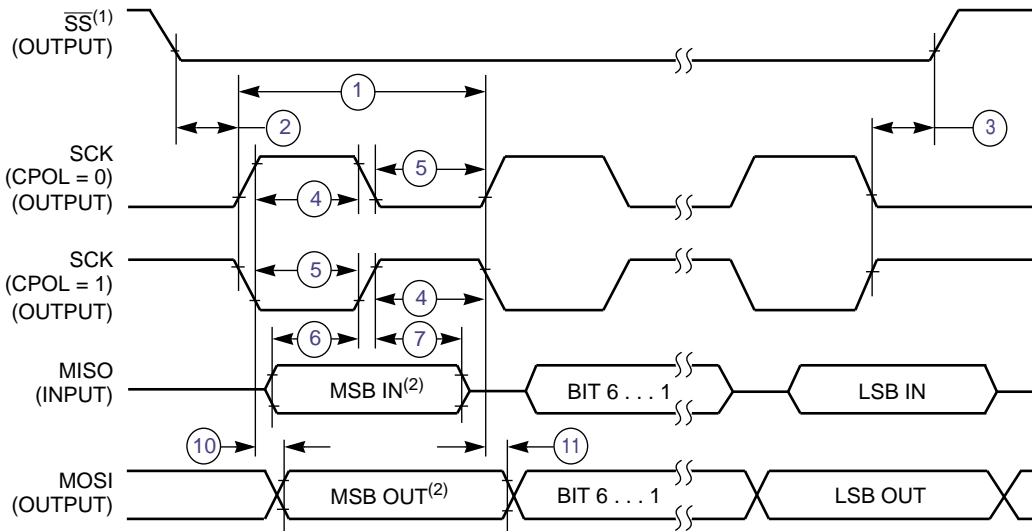 SS(1)
(OUTPUT)
1
2
3
SCK
(CPOL = 0)
(OUTPUT)
5
4
SCK
(CPOL = 1)
(OUTPUT)
5
4
6
7
MISO
(INPUT)
MSB IN(2)
BIT 6 . . . 1
LSB IN
10
11
MOSI
(OUTPUT)
MSB OUT(2)
BIT 6 . . . 1
LSB OUT